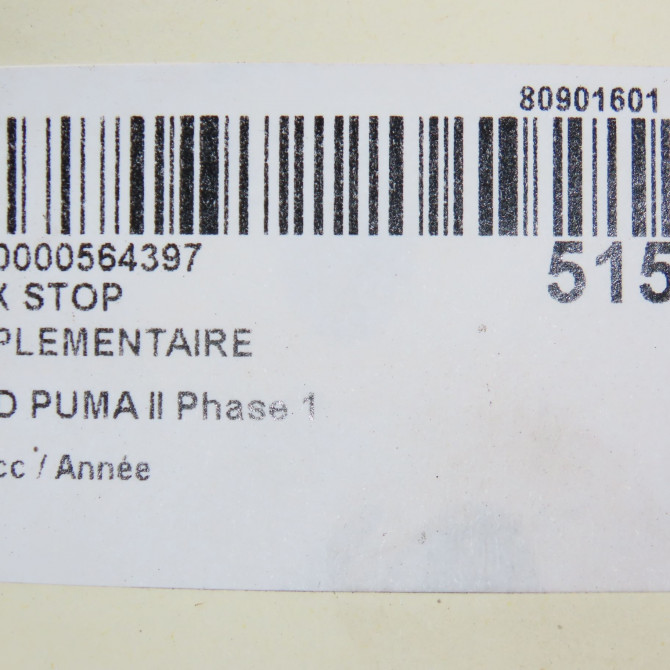 80901601
0000564397
515
X STOP
PLEMENTAIRE
D PUMA II Phase 1
cc / Année